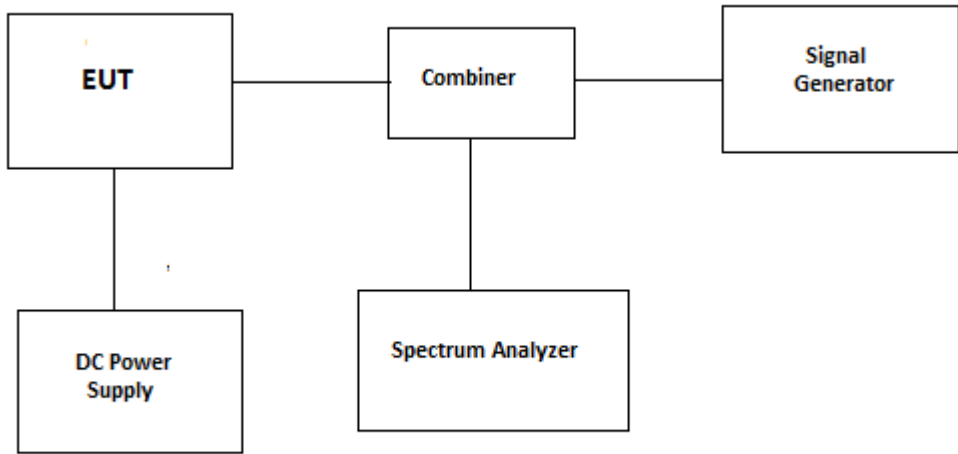 EUT
Combiner
Signal
Generator
DC Power
Supply
Spectrum Analyzer